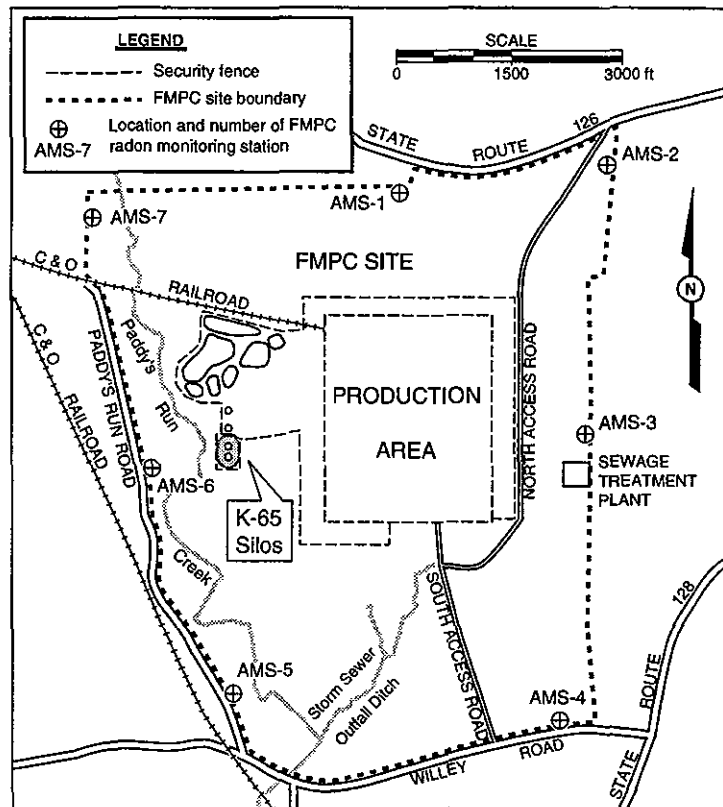 LEGEND
Security fence
FMPC site boundary
Location and number of FMPC
radon monitoring station
AMS-7
SCALE
0 1500 3000 ft
STATE ROUTE 126
AMS-2
AMS-1
AMS-7
C & O RAILROAD
FMPC SITE
N
C & O RAILROAD
PADDY'S RUN ROAD
Paddy's Run Creek
PRODUCTION
AREA
NORTH ACCESS ROAD
AMS-3
SEWAGE
TREATMENT
PLANT
AMS-6
K-65
Silos
SOUTH ACCESS ROAD
STATE ROUTE 128
AMS-5
Storm Sewer
Outfall Ditch
AMS-4
WILLEY ROAD